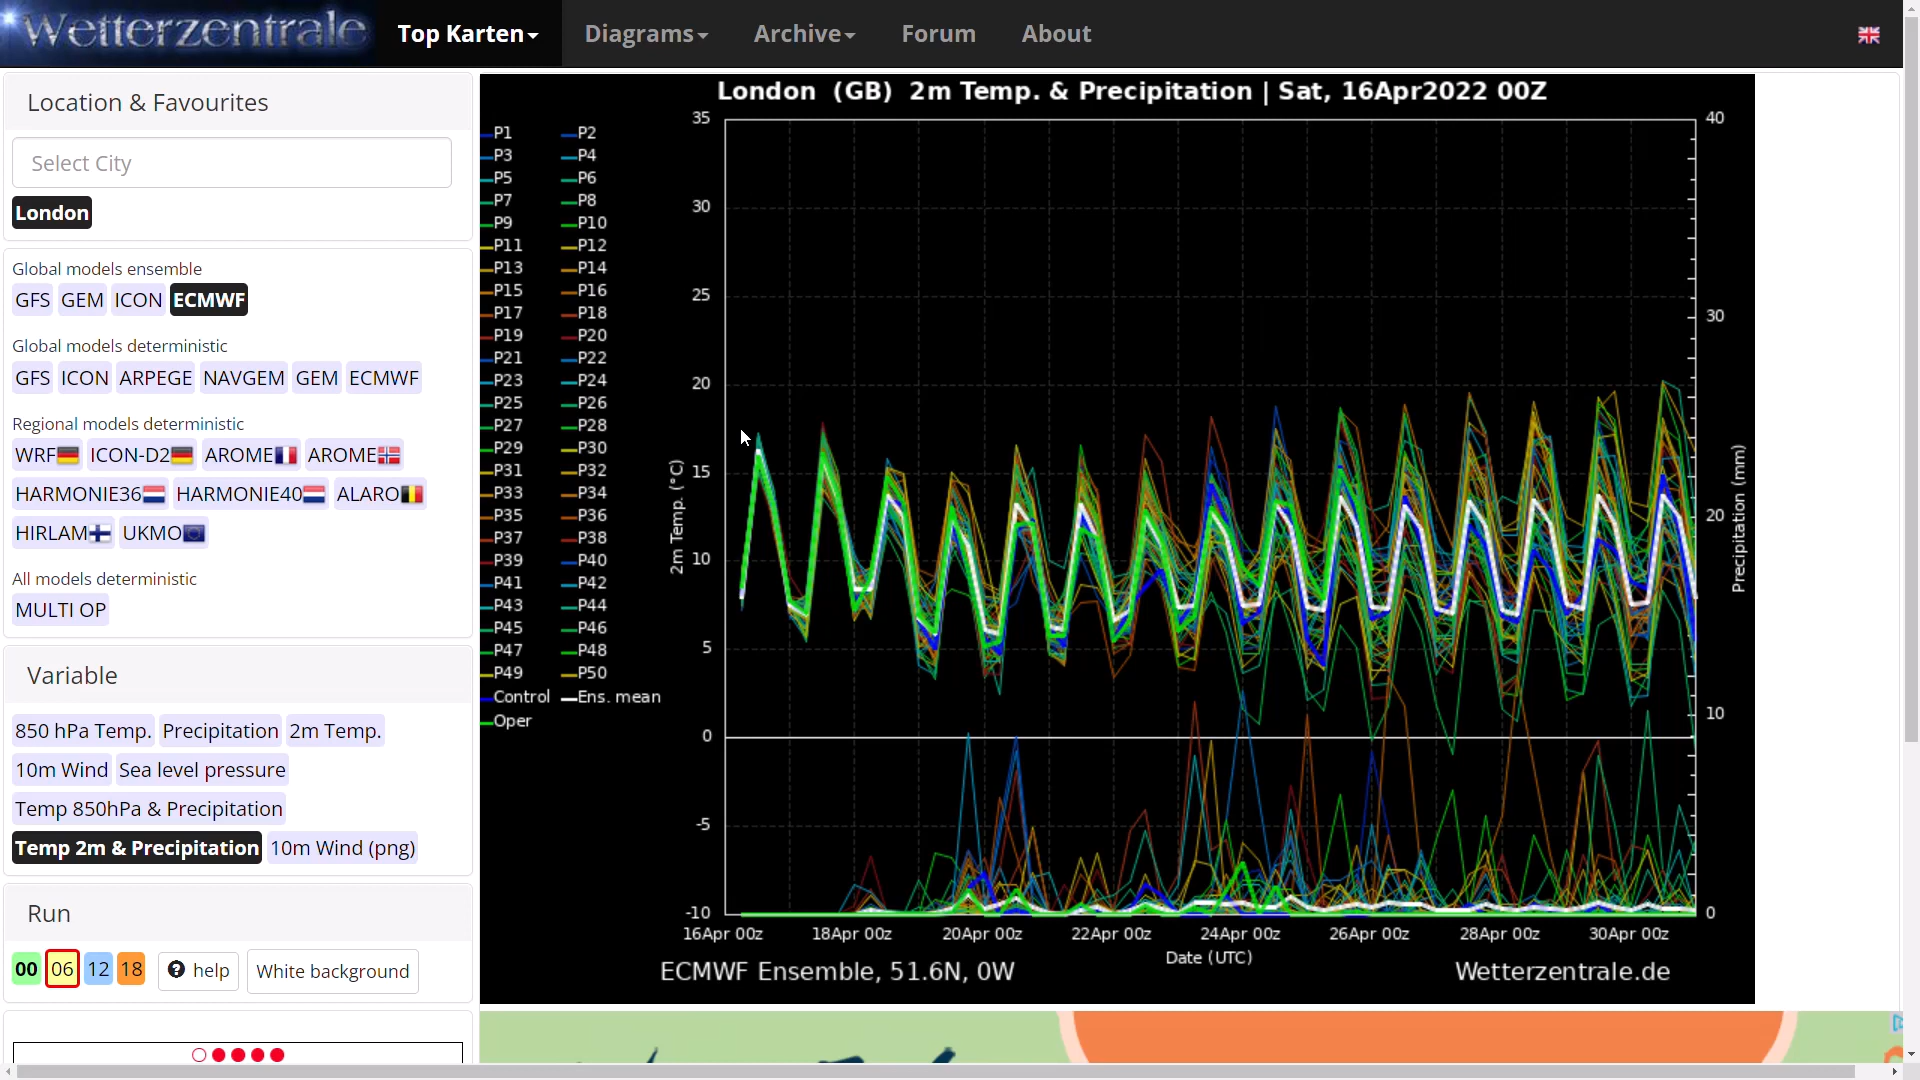 Wetterzentrale
Top Karten
Diagrams
Archive
Forum
About
Location & Favourites
Select City
London
Global models ensemble
GFS GEM ICON ECMWF
Global models deterministic
GFS ICON ARPEGE NAVGEM GEM ECMWF
Regional models deterministic
WRF ICON-D2 AROME AROME
HARMONIE36 HARMONIE40 ALARO
HIRLAM UKMO
All models deterministic
MULTI OP
Variable
850 hPa Temp. Precipitation 2m Temp.
10m Wind Sea level pressure
Temp 850hPa & Precipitation
Temp 2m & Precipitation 10m Wind (png)
Run
00 06 12 18 help White background
London (GB) 2m Temp. & Precipitation | Sat, 16Apr2022 00Z
P1 P2
P3 P4
P5 P6
P7 P8
P9 P10
P11 P12
P13 P14
P15 P16
P17 P18
P19 P20
P21 P22
P23 P24
P25 P26
P27 P28
P29 P30
P31 P32
P33 P34
P35 P36
P37 P38
P39 P40
P41 P42
P43 P44
P45 P46
P47 P48
P49 P50
Control Ens. mean
Oper
2m Temp. (°C)
35
30
25
20
15
10
5
0
-5
-10
40
30
20
10
0
Precipitation (mm)
16Apr 00z 18Apr 00z 20Apr 00z 22Apr 00z 24Apr 00z 26Apr 00z 28Apr 00z 30Apr 00z
Date (UTC)
ECMWF Ensemble, 51.6N, 0W
Wetterzentrale.de